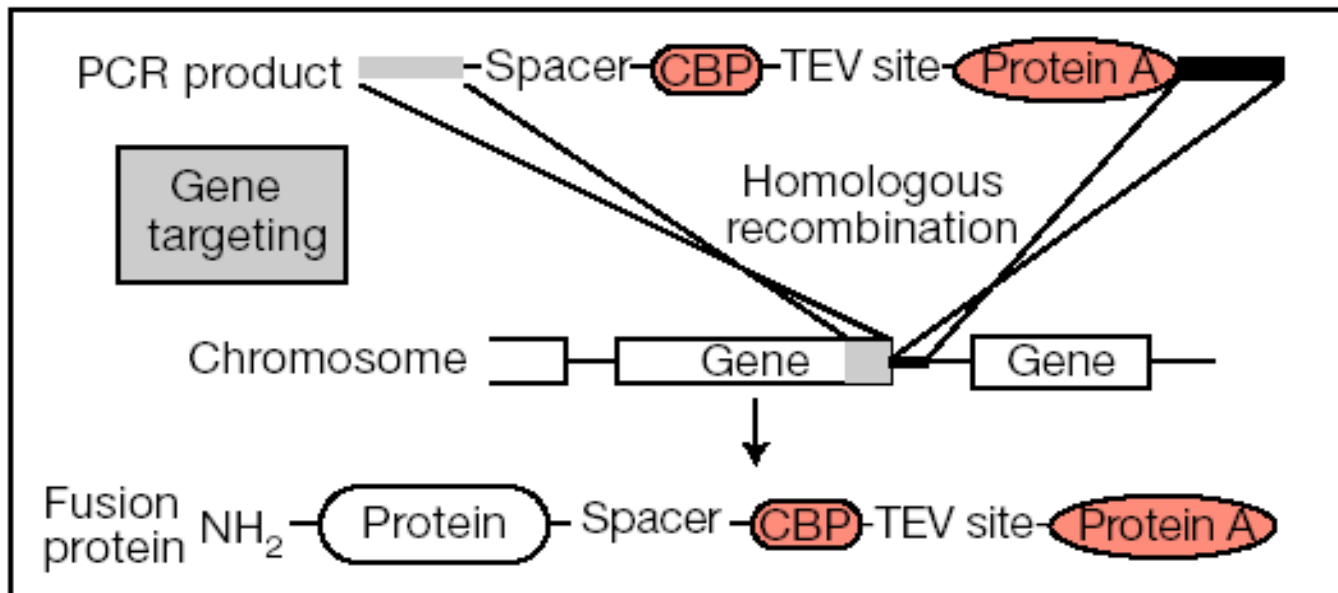 PCR product Spacer CBP TEV site Protein A
Gene
targeting
Homologous
recombination
Chromosome Gene Gene
Fusion
protein NH2 Protein Spacer CBP TEV site Protein A